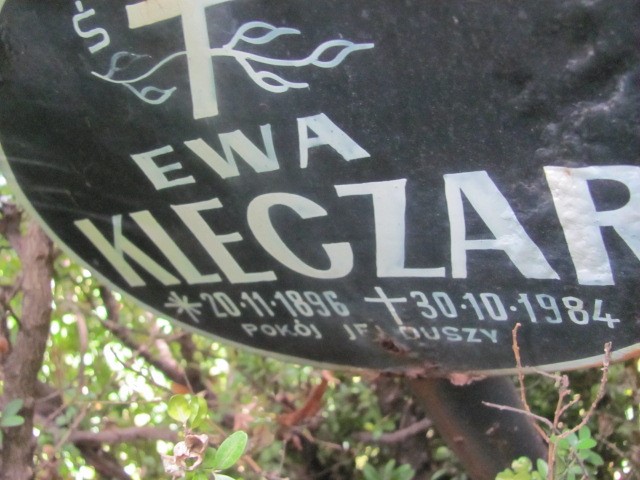 Ś
EWA
KLECZAR
* 20·11·1896 † 30·10·1984
POKÓJ JEJ DUSZY